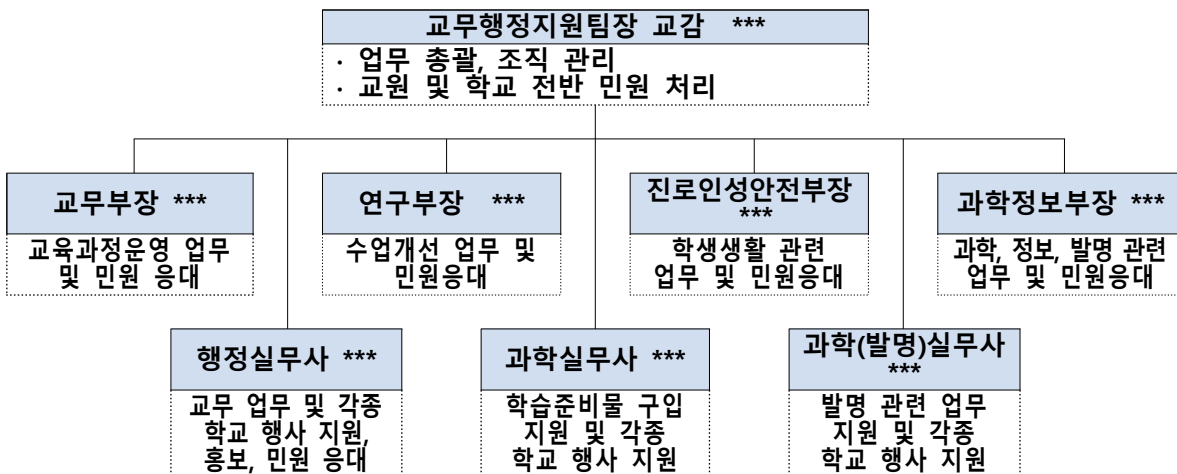 교무행정지원팀장 교감 ***
· 업무 총괄, 조직 관리
· 교원 및 학교 전반 민원 처리
교무부장 ***
교육과정운영 업무
및 민원 응대
연구부장 ***
수업개선 업무 및
민원응대
진로인성안전부장
***
학생생활 관련
업무 및 민원응대
과학정보부장 ***
과학, 정보, 발명 관련
업무 및 민원응대
행정실무사 ***
교무 업무 및 각종
학교 행사 지원,
홍보, 민원 응대
과학실무사 ***
학습준비물 구입
지원 및 각종
학교 행사 지원
과학(발명)실무사
***
발명 관련 업무
지원 및 각종
학교 행사 지원